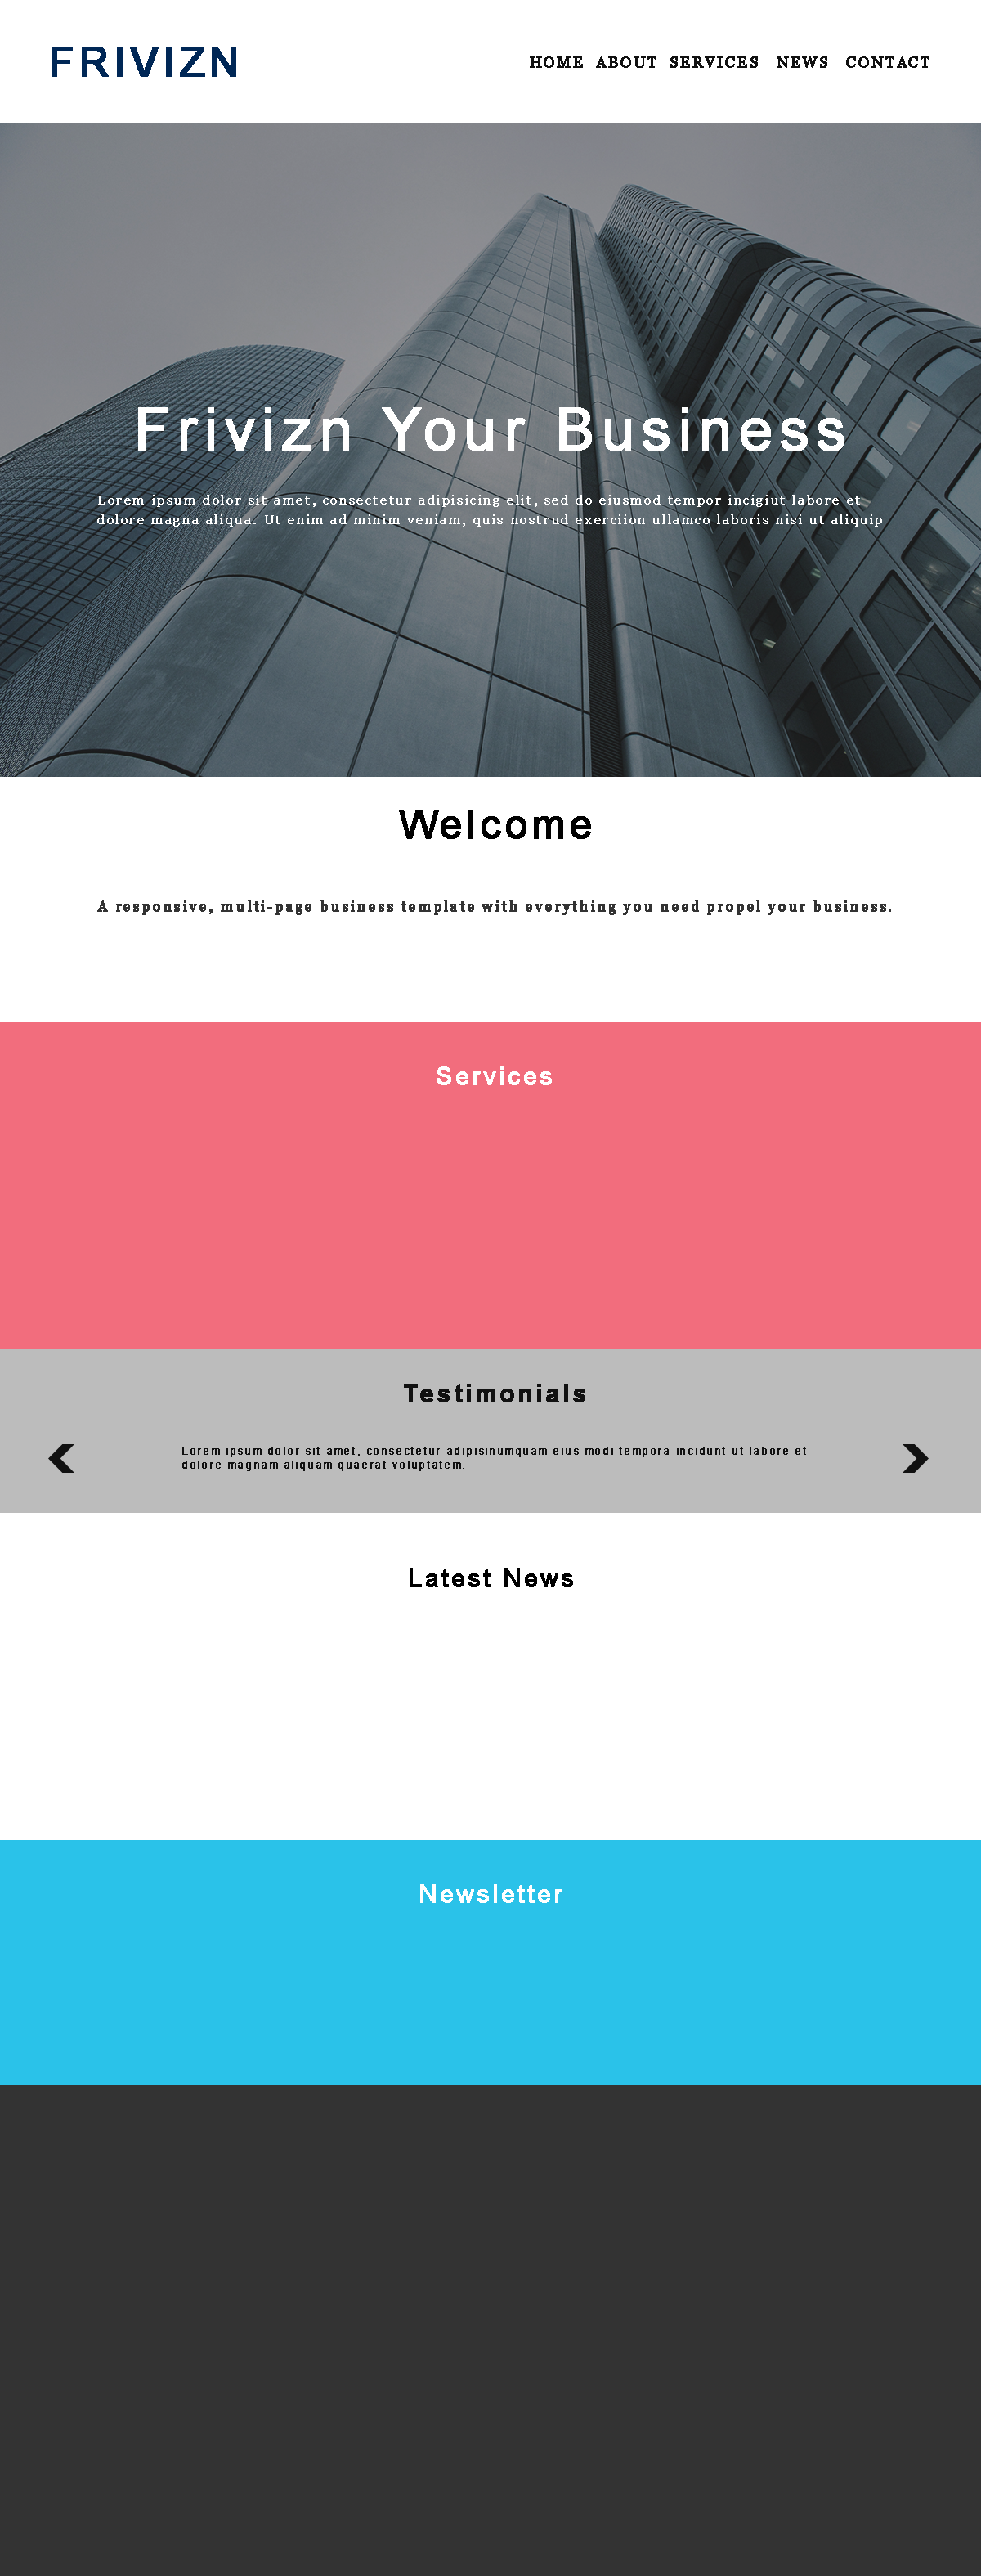 FRIVIZN
HOME ABOUT SERVICES NEWS CONTACT
Frivizn Your Business
Lorem ipsum dolor sit amet, consectetur adipisicing elit, sed do eiusmod tempor incigiut labore et
dolore magna aliqua. Ut enim ad minim veniam, quis nostrud exerciion ullamco laboris nisi ut aliquip
Welcome
A responsive, multi-page business template with everything you need propel your business.
Services
Testimonials
Lorem ipsum dolor sit amet, consectetur adipisinumquam eius modi tempora incidunt ut labore et
dolore magnam aliquam quaerat voluptatem.
Latest News
Newsletter